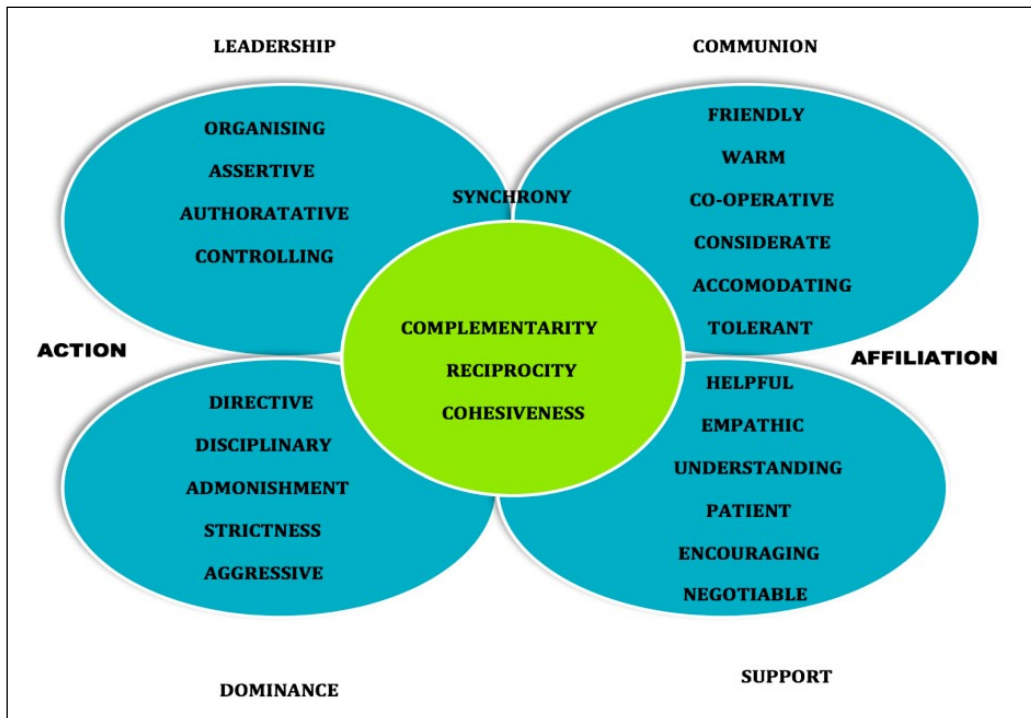 LEADERSHIP
COMMUNION
ORGANISING
ASSERTIVE
AUTHORATATIVE
CONTROLLING
FRIENDLY
WARM
CO-OPERATIVE
CONSIDERATE
ACCOMODATING
TOLERANT
SYNCHRONY
COMPLEMENTARITY
RECIPROCITY
COHESIVENESS
ACTION
AFFILIATION
DIRECTIVE
DISCIPLINARY
ADMONISHMENT
STRICTNESS
AGGRESSIVE
HELPFUL
EMPATHIC
UNDERSTANDING
PATIENT
ENCOURAGING
NEGOTIABLE
DOMINANCE
SUPPORT